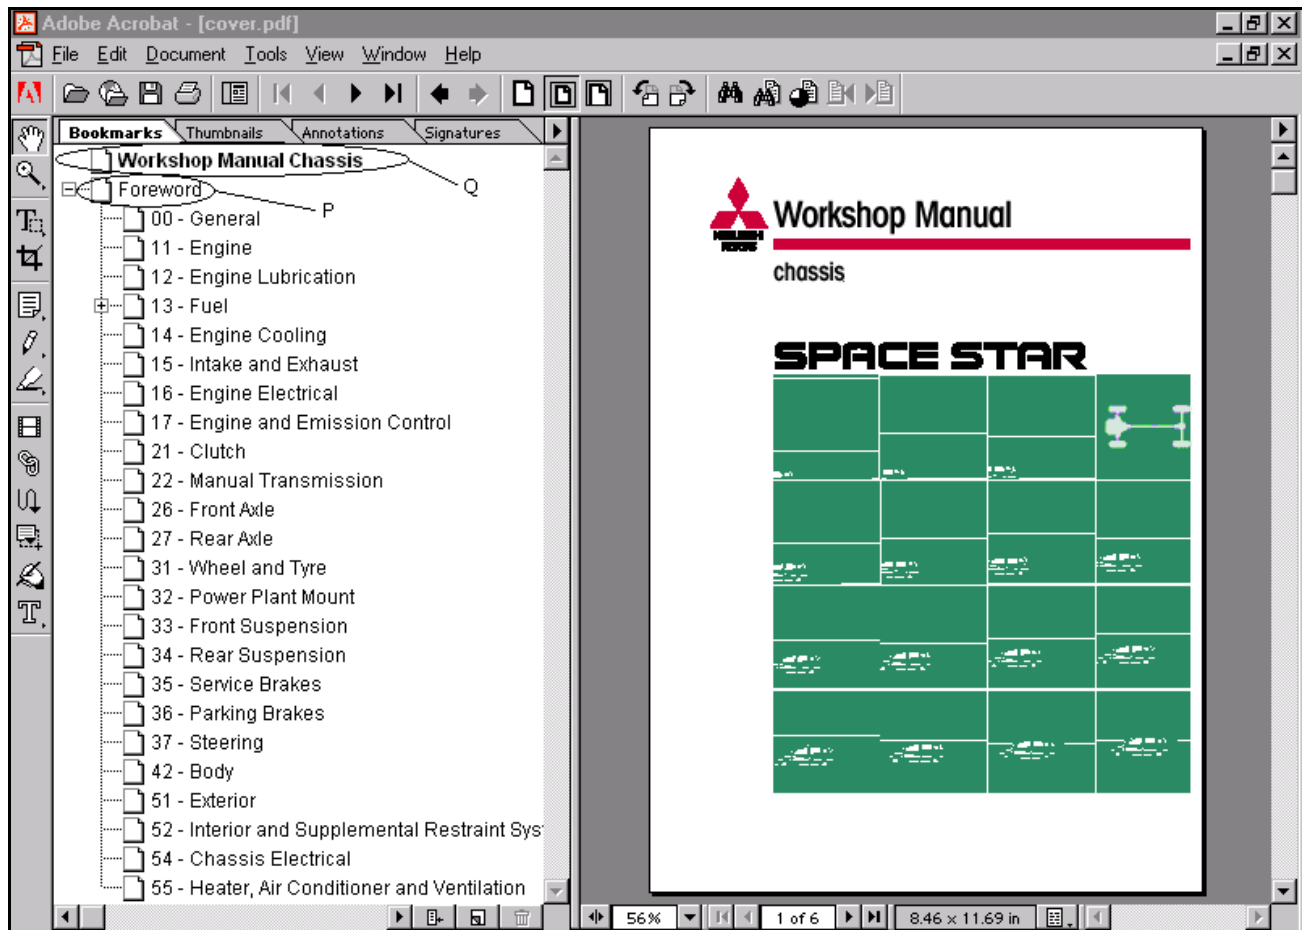 Adobe Acrobat - [cover.pdf]
File Edit Document Tools View Window Help
Bookmarks Thumbnails Annotations Signatures
Workshop Manual Chassis
Q
Foreword
P
00 - General
11 - Engine
12 - Engine Lubrication
13 - Fuel
14 - Engine Cooling
15 - Intake and Exhaust
16 - Engine Electrical
17 - Engine and Emission Control
21 - Clutch
22 - Manual Transmission
26 - Front Axle
27 - Rear Axle
31 - Wheel and Tyre
32 - Power Plant Mount
33 - Front Suspension
34 - Rear Suspension
35 - Service Brakes
36 - Parking Brakes
37 - Steering
42 - Body
51 - Exterior
52 - Interior and Supplemental Restraint Sys
54 - Chassis Electrical
55 - Heater, Air Conditioner and Ventilation
Workshop Manual
chassis
SPACE STAR
56% 1 of 6 8.46 x 11.69 in